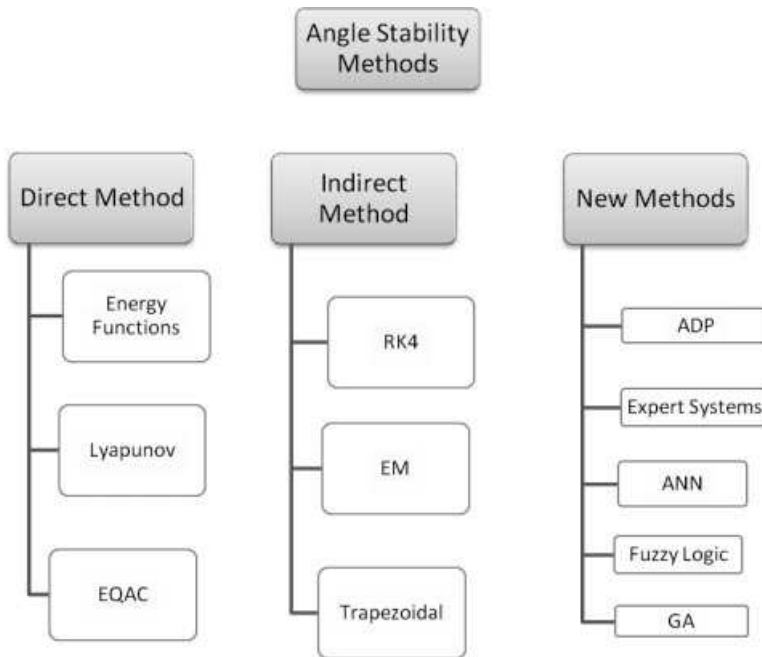 Angle Stability
Methods
Direct Method
Energy
Functions
Lyapunov
EQAC
Indirect
Method
RK4
EM
Trapezoidal
New Methods
ADP
Expert Systems
ANN
Fuzzy Logic
GA